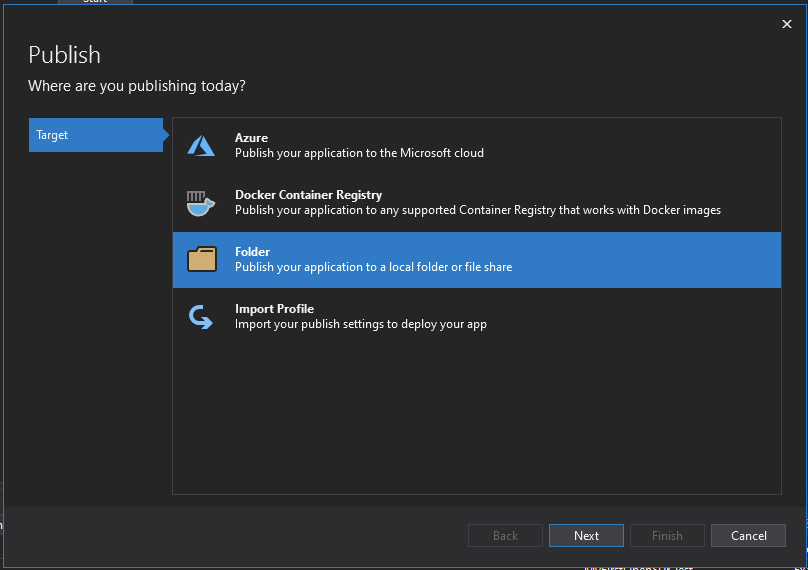 Start
Publish
Where are you publishing today?
Target
Azure
Publish your application to the Microsoft cloud
Docker Container Registry
Publish your application to any supported Container Registry that works with Docker images
Folder
Publish your application to a local folder or file share
Import Profile
Import your publish settings to deploy your app
Back
Next
Finish
Cancel